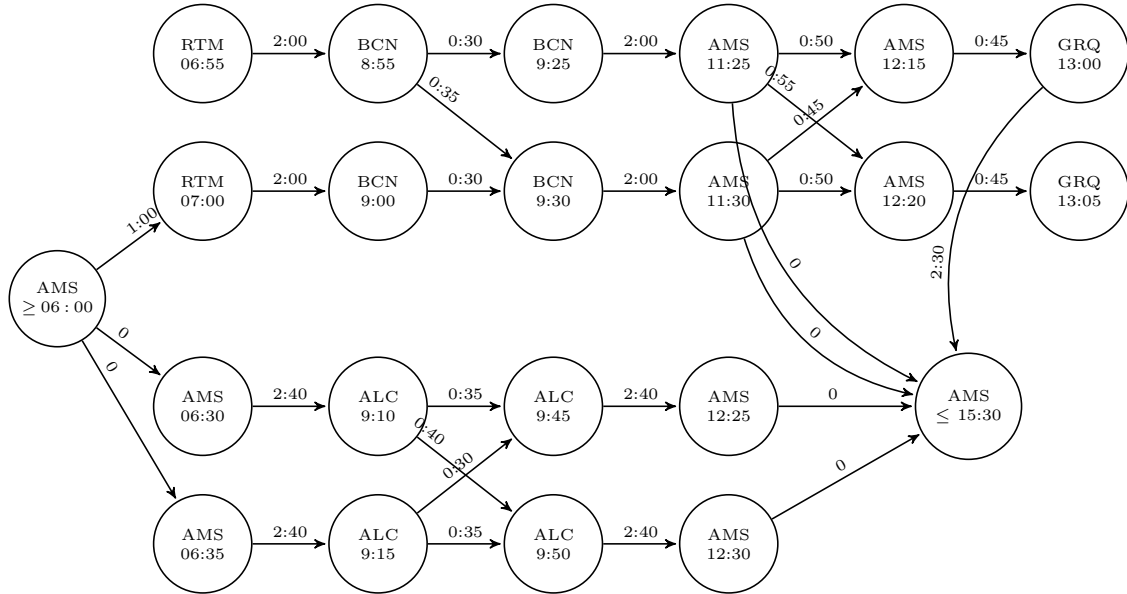 RTM
06:55
2:00
BCN
8:55
0:30
BCN
9:25
2:00
AMS
11:25
0:50
AMS
12:15
0:45
GRQ
13:00
0:35
0:55
0:45
RTM
07:00
2:00
BCN
9:00
0:30
BCN
9:30
2:00
AMS
11:30
0:50
AMS
12:20
0:45
GRQ
13:05
1:00
AMS
≥ 06 : 00
0
0
0
0
2:30
AMS
06:30
2:40
ALC
9:10
0:35
ALC
9:45
2:40
AMS
12:25
0
AMS
≤ 15:30
0:40
0:30
0
AMS
06:35
2:40
ALC
9:15
0:35
ALC
9:50
2:40
AMS
12:30